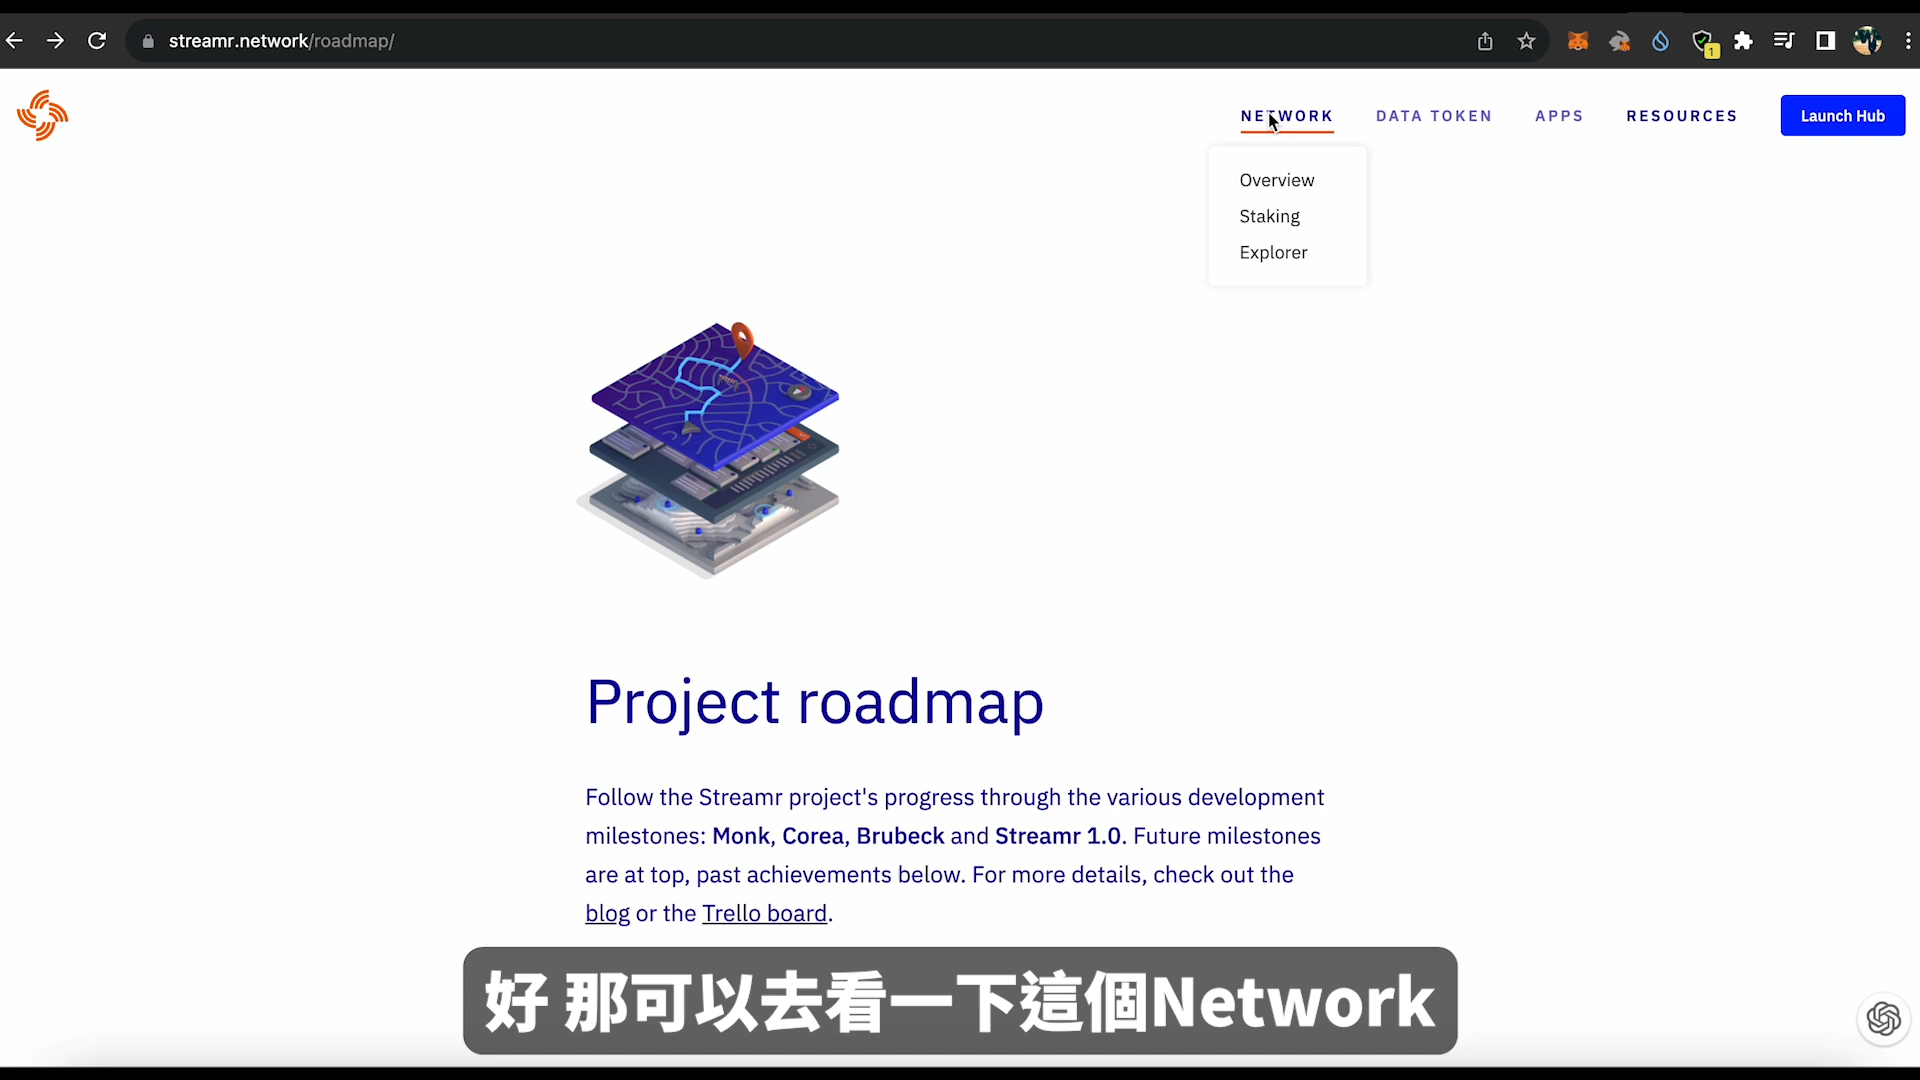 streamr.network/roadmap/
1
NETWORK DATA TOKEN APPS RESOURCES Launch Hub
Overview
Staking
Explorer
Project roadmap
Follow the Streamr project's progress through the various development
milestones: Monk, Corea, Brubeck and Streamr 1.0. Future milestones
are at top, past achievements below. For more details, check out the
blog or the Trello board.
好 那可以去看一下這個Network